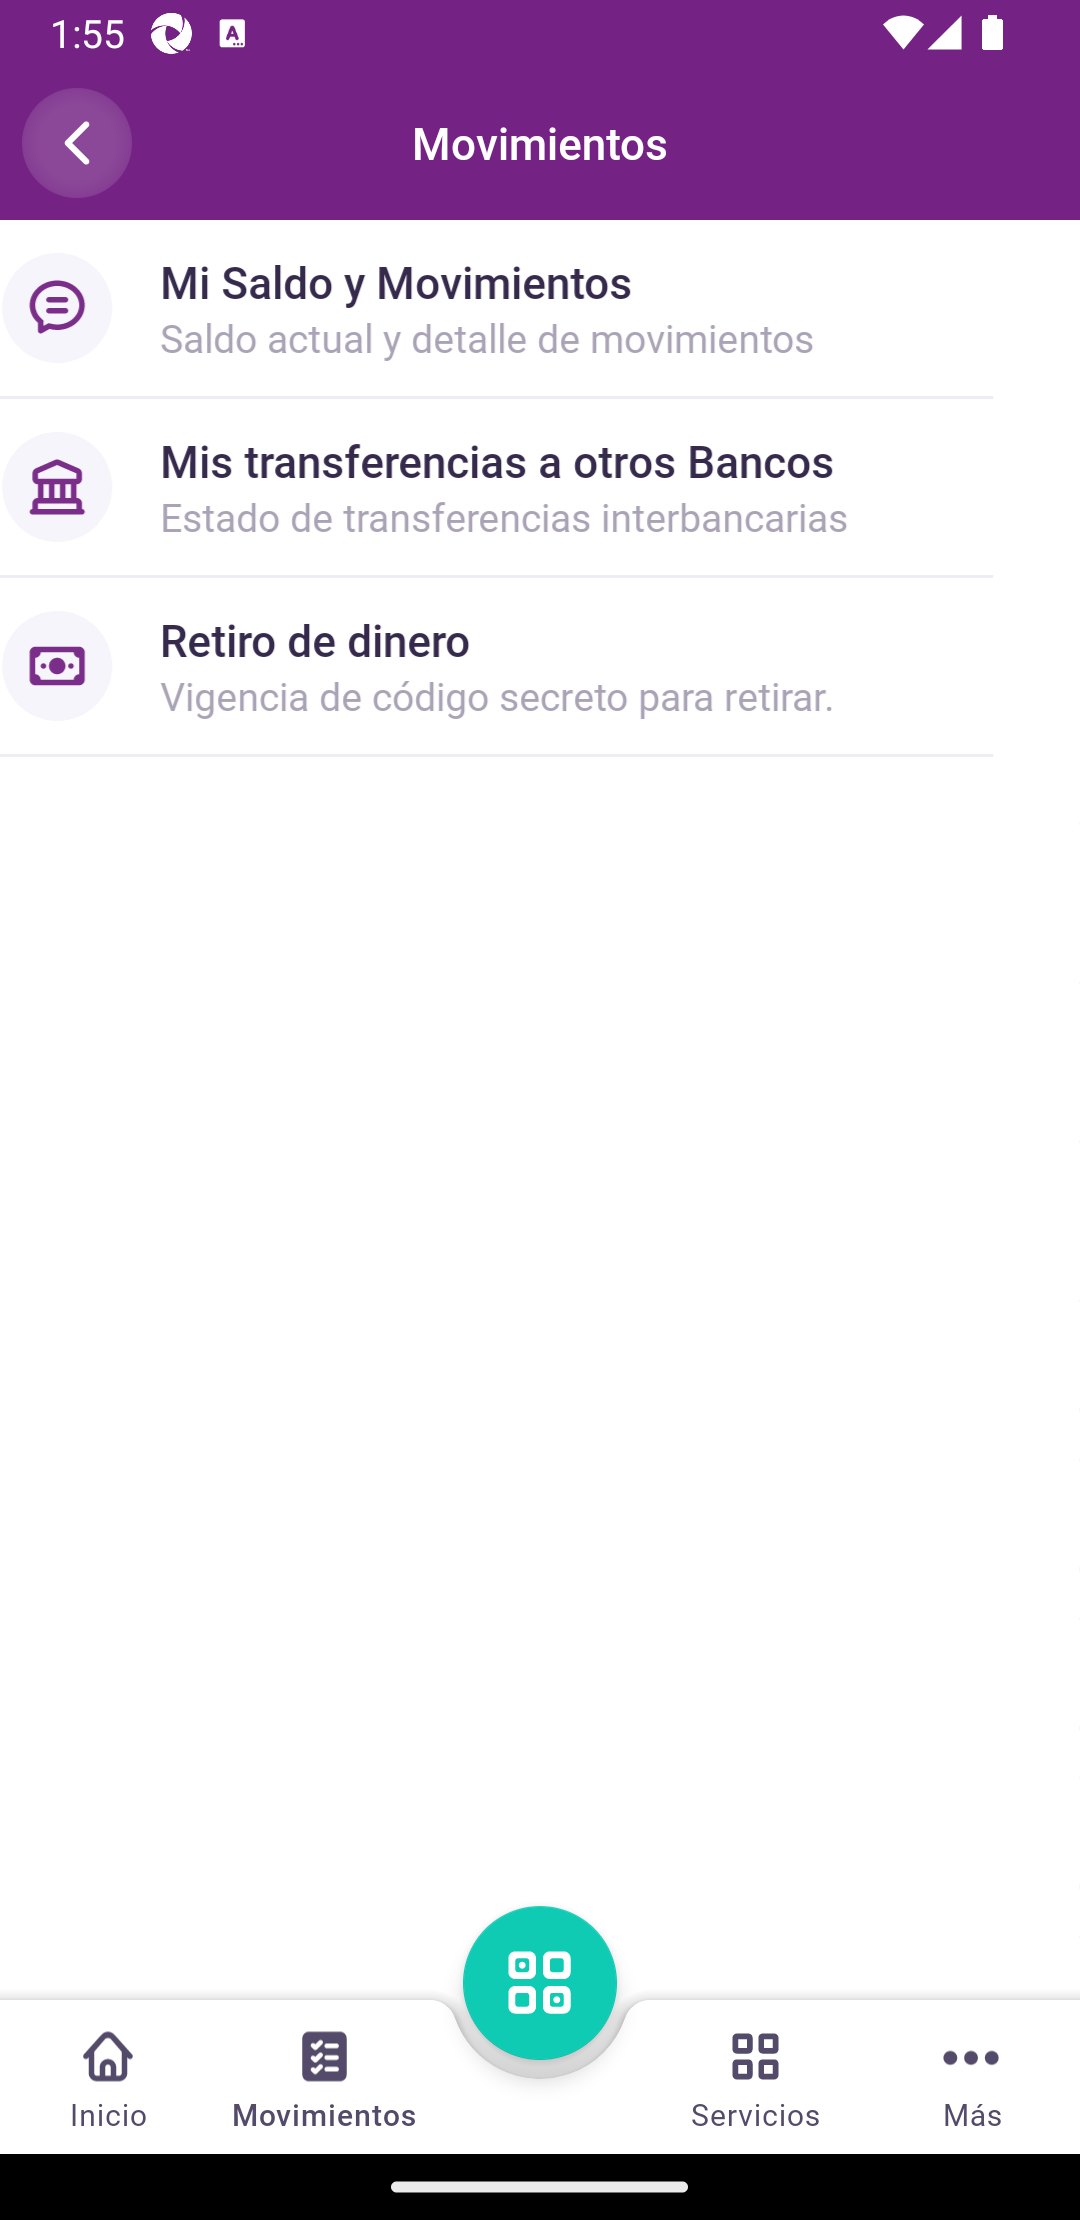 1:55
Movimientos
Mi Saldo y Movimientos
Saldo actual y detalle de movimientos
Mis transferencias a otros Bancos
Estado de transferencias interbancarias
Retiro de dinero
Vigencia de código secreto para retirar.
Inicio
Movimientos
Servicios
Más